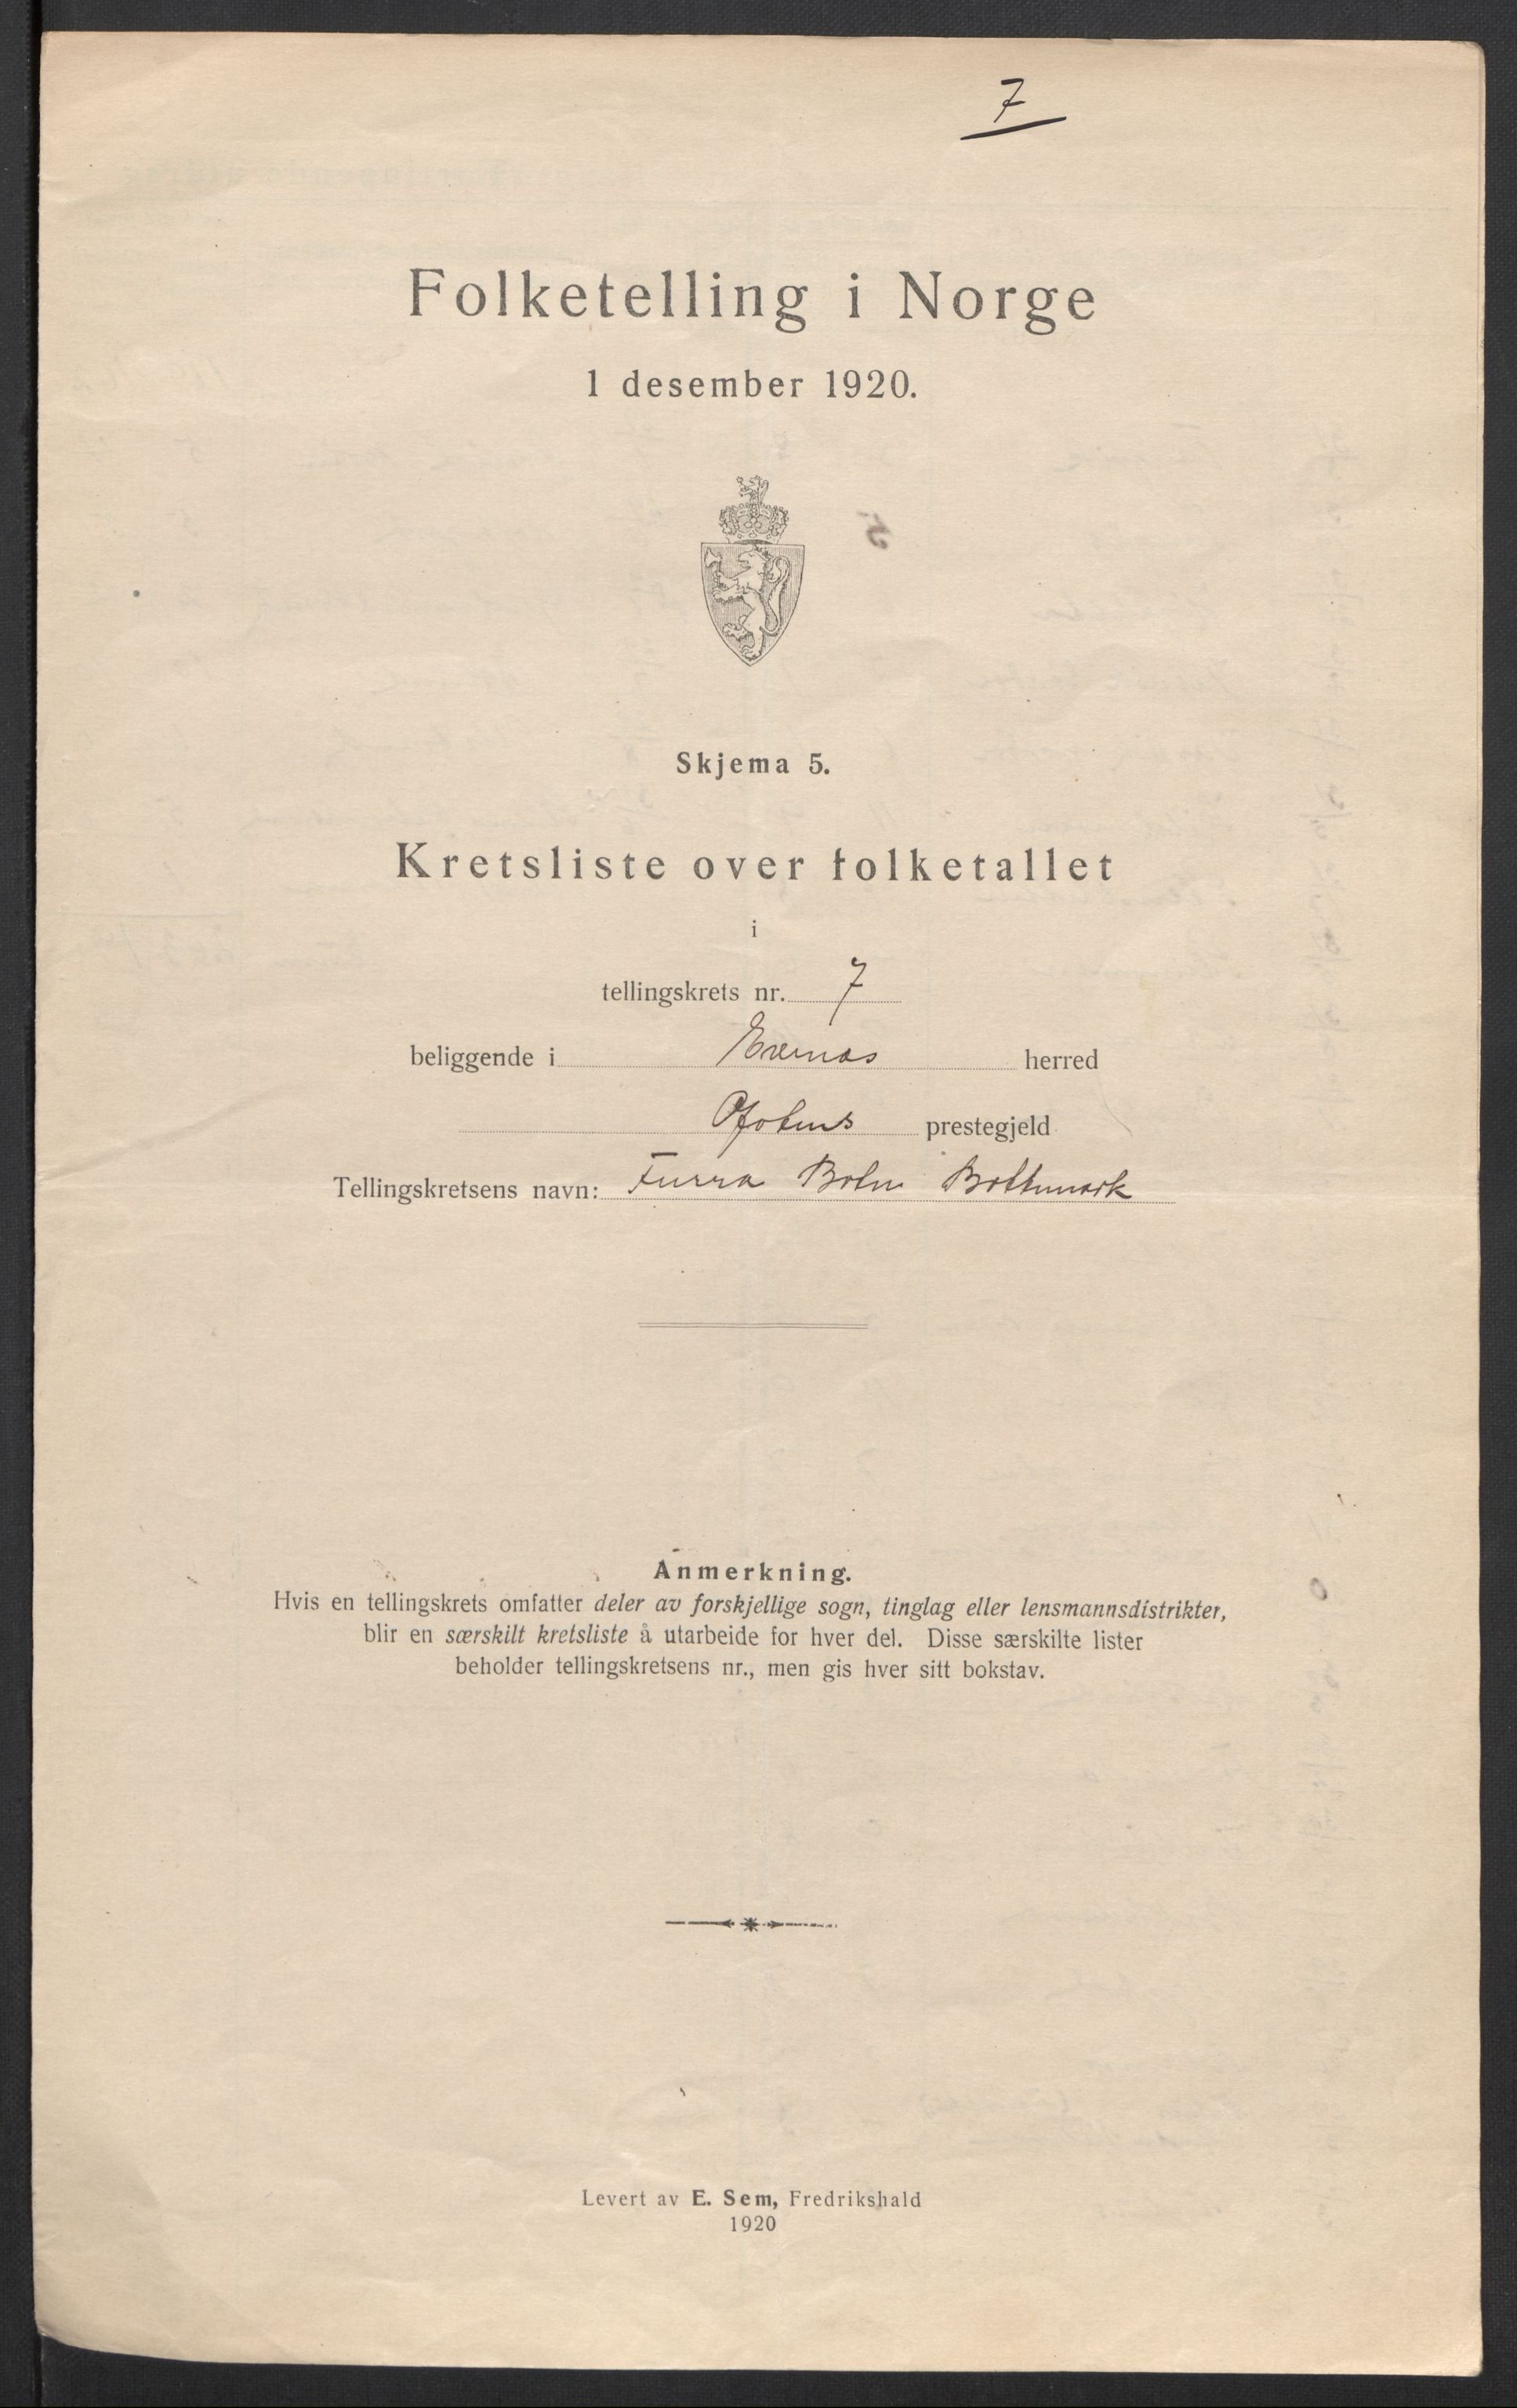 7
Folketelling i Norge
1 desember 1920.
Skjema 5.
Kretsliste over folketallet
i
tellingskrets nr. 7
beliggende i Evenæs herred
Ofotens prestegjeld
Tellingskretsens navn: Furra Botn Bottnmark
Anmerkning.
Hvis en tellingskrets omfatter deler av forskjellige sogn, tinglag eller lensmannsdistrikter,
blir en særskilt kretsliste å utarbeide for hver del. Disse særskilte lister
beholder tellingskretsens nr., men gis hver sitt bokstav.
Levert av E. Sem, Fredrikshald
1920